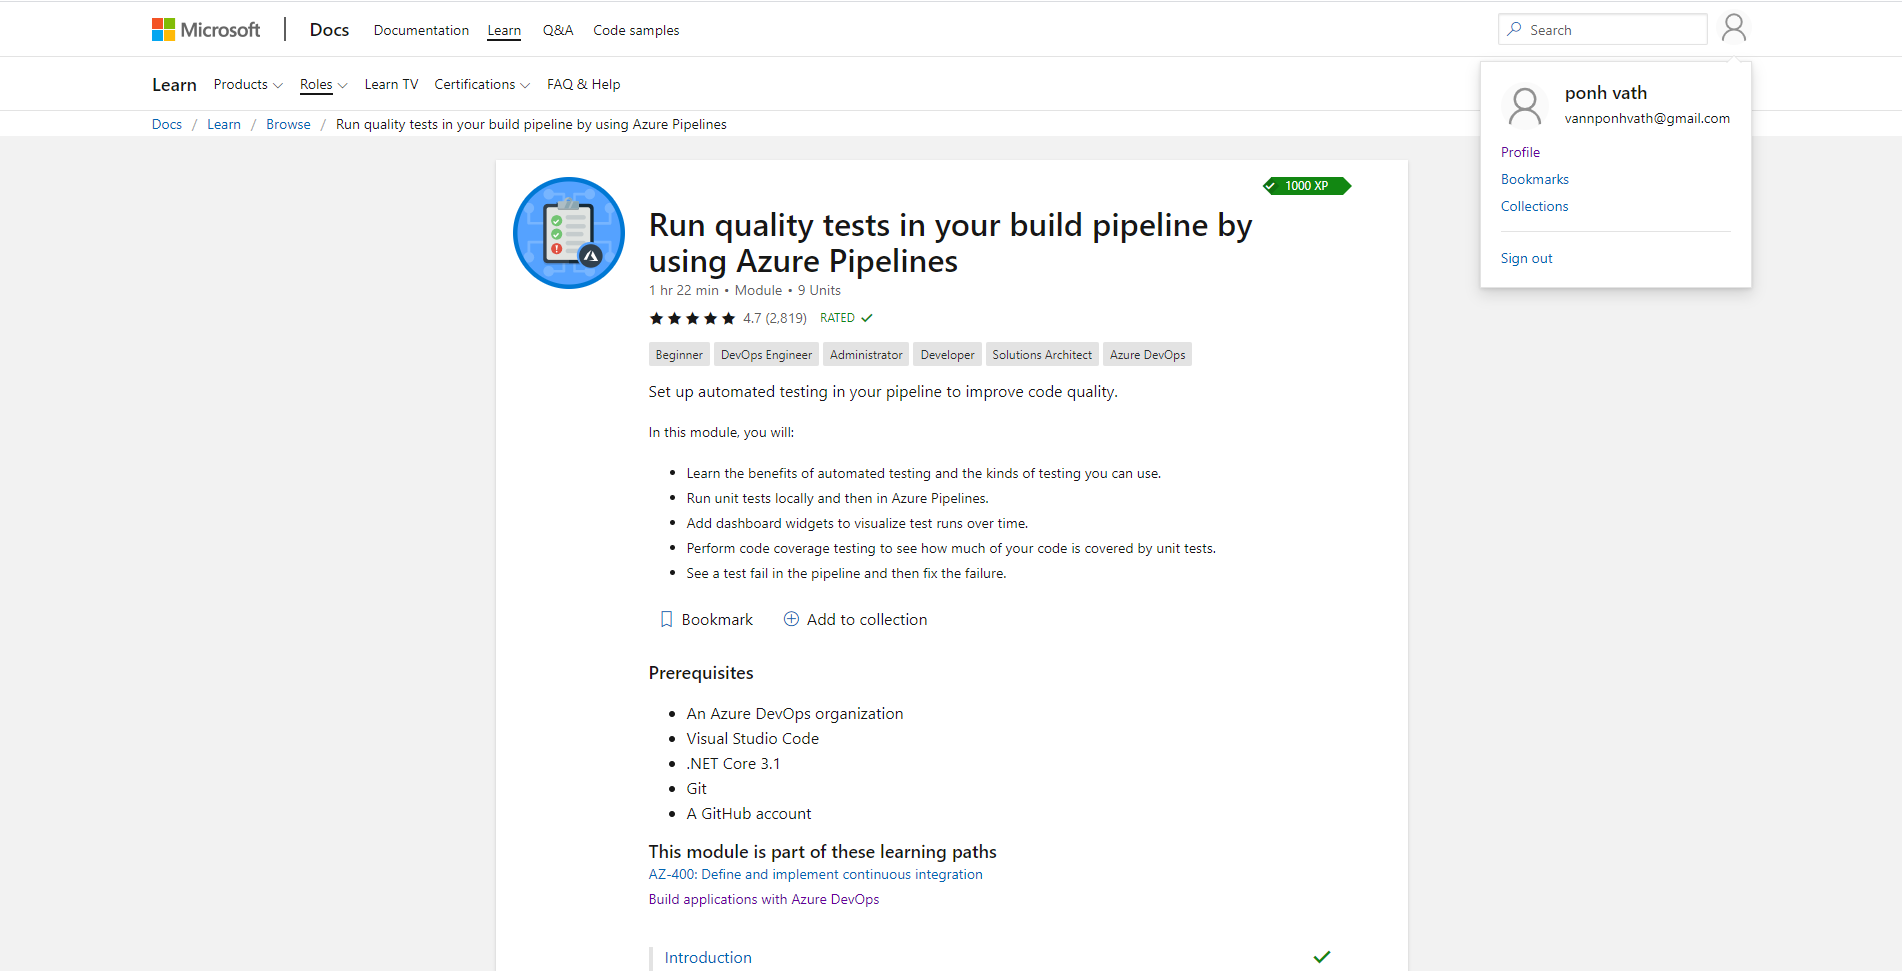 Microsoft
Docs
Documentation
Learn
Q&A
Code samples
Search
Learn
Products
Roles
Learn TV
Certifications
FAQ & Help
ponh vath
vannponhvath@gmail.com
Profile
Bookmarks
Collections
Sign out
Docs / Learn / Browse / Run quality tests in your build pipeline by using Azure Pipelines
1000 XP
Run quality tests in your build pipeline by
using Azure Pipelines
1 hr 22 min • Module • 9 Units
4.7 (2,819) RATED
Beginner
DevOps Engineer
Administrator
Developer
Solutions Architect
Azure DevOps
Set up automated testing in your pipeline to improve code quality.
In this module, you will:
• Learn the benefits of automated testing and the kinds of testing you can use.
• Run unit tests locally and then in Azure Pipelines.
• Add dashboard widgets to visualize test runs over time.
• Perform code coverage testing to see how much of your code is covered by unit tests.
• See a test fail in the pipeline and then fix the failure.
Bookmark
Add to collection
Prerequisites
• An Azure DevOps organization
• Visual Studio Code
• .NET Core 3.1
• Git
• A GitHub account
This module is part of these learning paths
AZ-400: Define and implement continuous integration
Build applications with Azure DevOps
Introduction